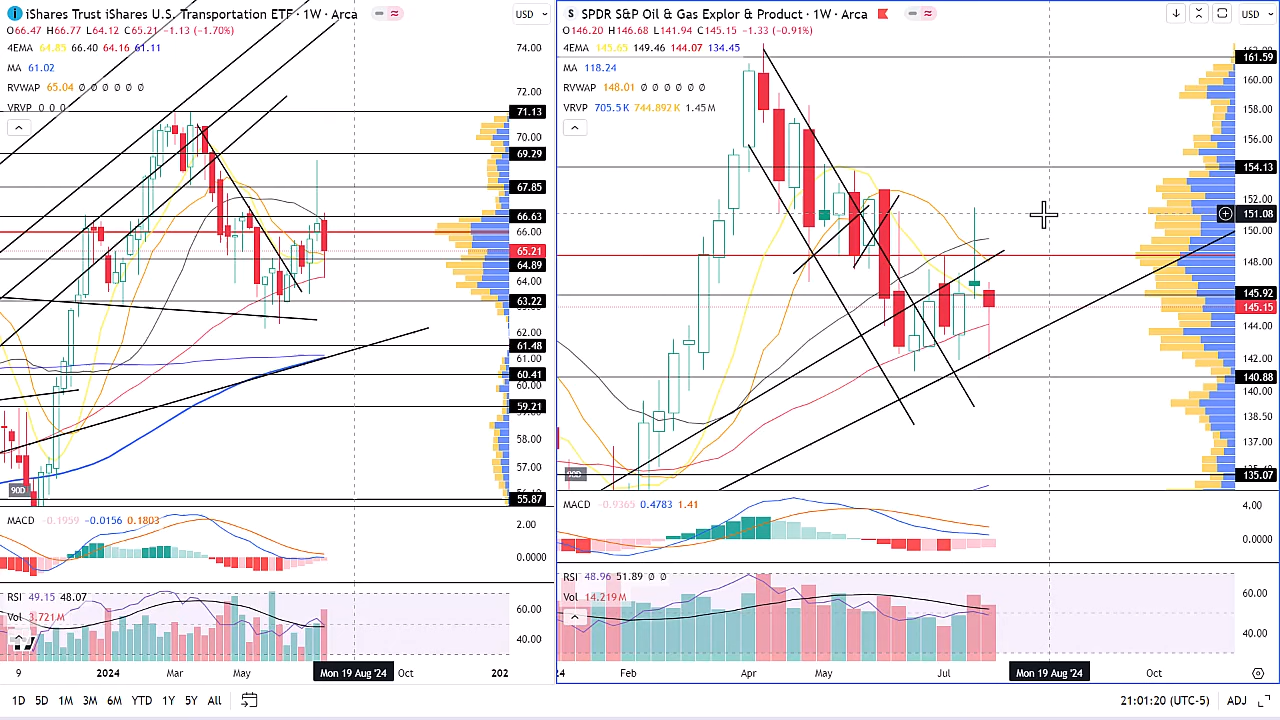 iShares Trust iShares U.S. Transportation ETF · 1W · Arca
USD
O66.47 H66.77 L64.12 C65.21 −1.13 (−1.70%)
4EMA 64.85 66.40 64.16 61.11
MA 61.02
RVWAP 65.04 Ø Ø Ø Ø Ø Ø
VRVP 0 0 0
74.00
72.00
71.13
70.00
69.29
67.85
66.63
66.00
65.21
64.89
64.00
63.22
62.00
61.48
61.00
60.41
60.00
59.21
58.00
57.00
55.87
90D
MACD −0.1959 −0.0156 0.1803
2.00
0.0000
RSI 49.15 48.07
Vol 3.721M
60.00
40.00
9
2024
Mar
May
Mon 19 Aug '24
Oct
202
S SPDR S&P Oil & Gas Explor & Product · 1W · Arca
USD
O146.20 H146.68 L141.94 C145.15 −1.33 (−0.91%)
4EMA 145.65 149.46 144.07 134.45
MA 118.24
RVWAP 148.01 Ø Ø Ø Ø Ø Ø
VRVP 705.5K 744.892K 1.45M
161.59
160.00
158.00
156.00
154.13
152.00
151.08
150.00
148.00
145.92
145.15
144.00
142.00
140.88
140.00
138.50
137.00
135.07
90D
MACD −0.9365 0.4783 1.41
4.00
0.0000
RSI 48.96 51.89 Ø Ø
Vol 14.219M
60.00
40.00
24
Feb
Apr
May
Jul
Mon 19 Aug '24
Oct
1D 5D 1M 3M 6M YTD 1Y 5Y All
21:01:20 (UTC-5) ADJ